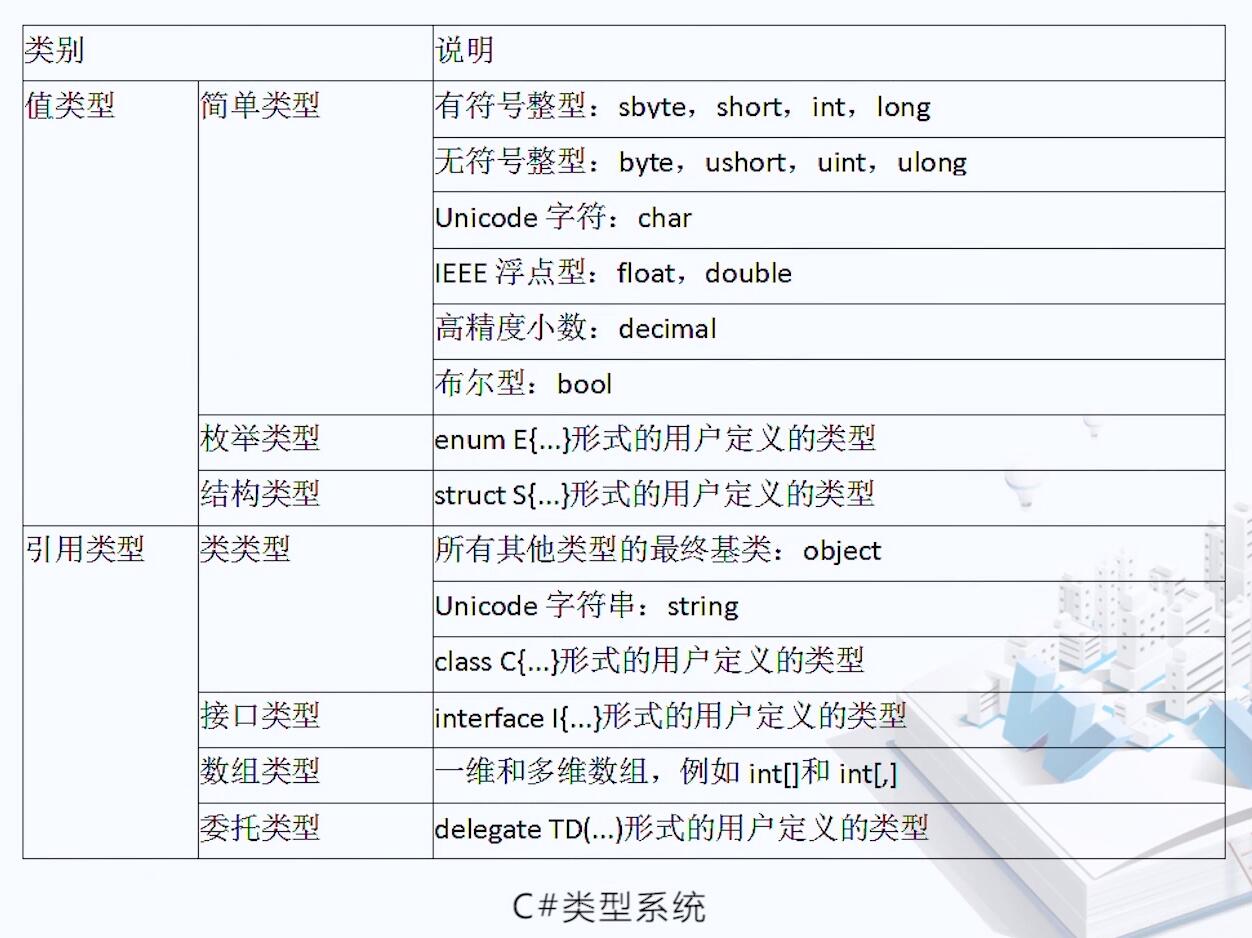 类别 说明
值类型 简单类型 有符号整型：sbyte，short，int，long
无符号整型：byte，ushort，uint，ulong
Unicode 字符：char
IEEE 浮点型：float，double
高精度小数：decimal
布尔型：bool
枚举类型 enum E{...}形式的用户定义的类型
结构类型 struct S{...}形式的用户定义的类型
引用类型 类类型 所有其他类型的最终基类：object
Unicode 字符串：string
class C{...}形式的用户定义的类型
接口类型 interface I{...}形式的用户定义的类型
数组类型 一维和多维数组，例如 int[]和 int[,]
委托类型 delegate TD(...)形式的用户定义的类型
C#类型系统